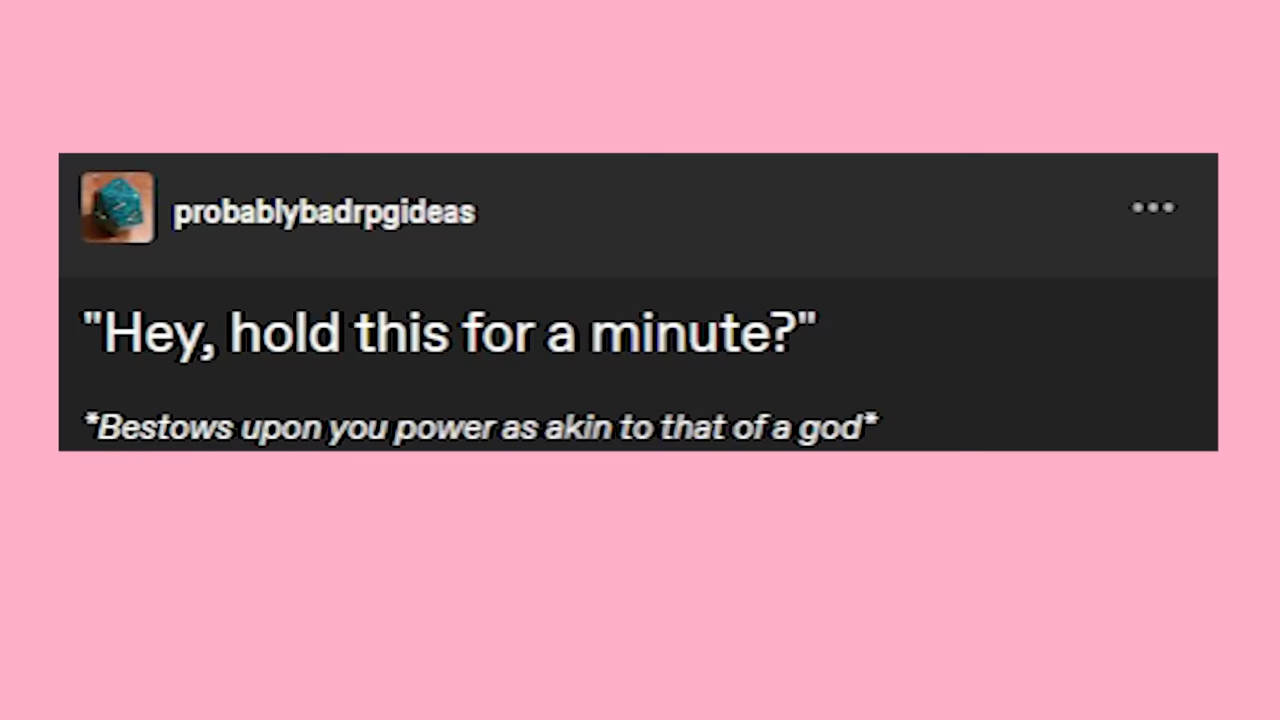 probablybadrpgideas
"Hey, hold this for a minute?"
*Bestows upon you power as akin to that of a god*